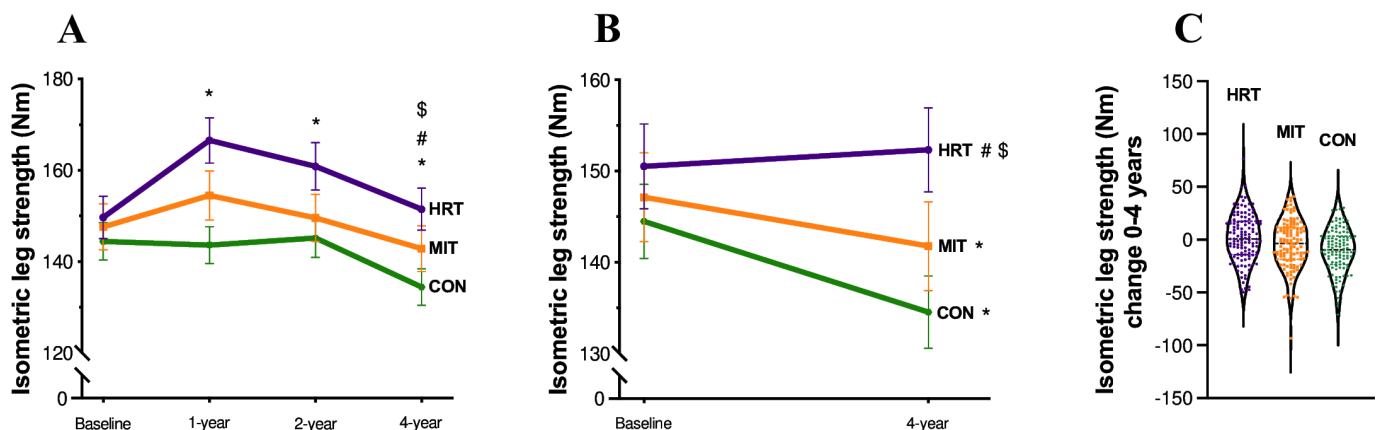 A
Isometric leg strength (Nm)
180
160
140
120
0
*
*
$
#
*
HRT
MIT
CON
Baseline
1-year
2-year
4-year
B
Isometric leg strength (Nm)
160
150
140
130
0
HRT # $
MIT *
CON *
Baseline
4-year
C
Isometric leg strength (Nm)
change 0-4 years
150
100
50
0
-50
-100
-150
HRT
MIT
CON